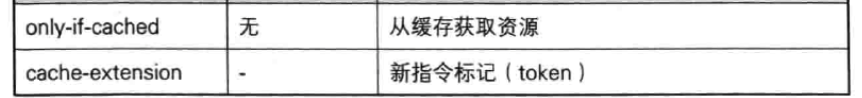 only-if-cached 无 从缓存获取资源
cache-extension - 新指令标记（token）